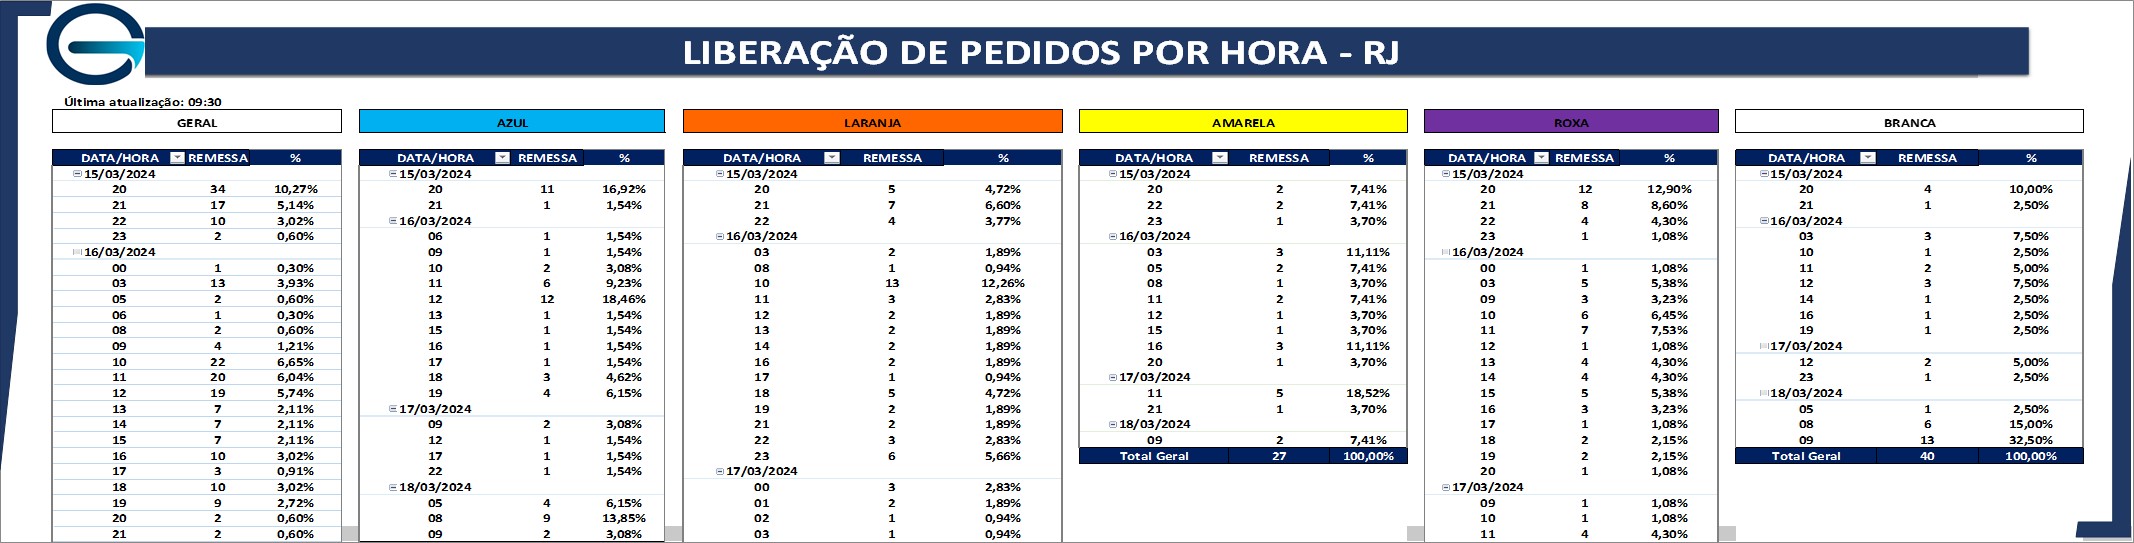 LIBERAÇÃO DE PEDIDOS POR HORA - RJ
Última atualização: 09:30
GERAL
DATA/HORA REMESSA %
15/03/2024
20 34 10,27%
21 17 5,14%
22 10 3,02%
23 2 0,60%
16/03/2024
00 1 0,30%
03 13 3,93%
05 2 0,60%
06 1 0,30%
08 2 0,60%
09 4 1,21%
10 22 6,65%
11 20 6,04%
12 19 5,74%
13 7 2,11%
14 7 2,11%
15 7 2,11%
16 10 3,02%
17 3 0,91%
18 10 3,02%
19 9 2,72%
20 2 0,60%
21 2 0,60%
AZUL
DATA/HORA REMESSA %
15/03/2024
20 11 16,92%
21 1 1,54%
16/03/2024
06 1 1,54%
09 1 1,54%
10 2 3,08%
11 6 9,23%
12 12 18,46%
13 1 1,54%
15 1 1,54%
16 1 1,54%
17 1 1,54%
18 3 4,62%
19 4 6,15%
17/03/2024
09 2 3,08%
12 1 1,54%
17 1 1,54%
22 1 1,54%
18/03/2024
05 4 6,15%
08 9 13,85%
09 2 3,08%
LARANJA
DATA/HORA REMESSA %
15/03/2024
20 5 4,72%
21 7 6,60%
22 4 3,77%
16/03/2024
03 2 1,89%
08 1 0,94%
10 13 12,26%
11 3 2,83%
12 2 1,89%
13 2 1,89%
14 2 1,89%
16 2 1,89%
17 1 0,94%
18 5 4,72%
19 2 1,89%
21 2 1,89%
22 3 2,83%
23 6 5,66%
17/03/2024
00 3 2,83%
01 2 1,89%
02 1 0,94%
03 1 0,94%
AMARELA
DATA/HORA REMESSA %
15/03/2024
20 2 7,41%
22 2 7,41%
23 1 3,70%
16/03/2024
03 3 11,11%
05 2 7,41%
08 1 3,70%
11 2 7,41%
12 1 3,70%
15 1 3,70%
16 3 11,11%
20 1 3,70%
17/03/2024
11 5 18,52%
21 1 3,70%
18/03/2024
09 2 7,41%
Total Geral 27 100,00%
ROXA
DATA/HORA REMESSA %
15/03/2024
20 12 12,90%
21 8 8,60%
22 4 4,30%
23 1 1,08%
16/03/2024
00 1 1,08%
03 5 5,38%
09 3 3,23%
10 6 6,45%
11 7 7,53%
12 1 1,08%
13 4 4,30%
14 4 4,30%
15 5 5,38%
16 3 3,23%
17 1 1,08%
18 2 2,15%
19 2 2,15%
20 1 1,08%
17/03/2024
09 1 1,08%
10 1 1,08%
11 4 4,30%
BRANCA
DATA/HORA REMESSA %
15/03/2024
20 4 10,00%
21 1 2,50%
16/03/2024
03 3 7,50%
10 1 2,50%
11 2 5,00%
12 3 7,50%
14 1 2,50%
16 1 2,50%
19 1 2,50%
17/03/2024
12 2 5,00%
23 1 2,50%
18/03/2024
05 1 2,50%
08 6 15,00%
09 13 32,50%
Total Geral 40 100,00%